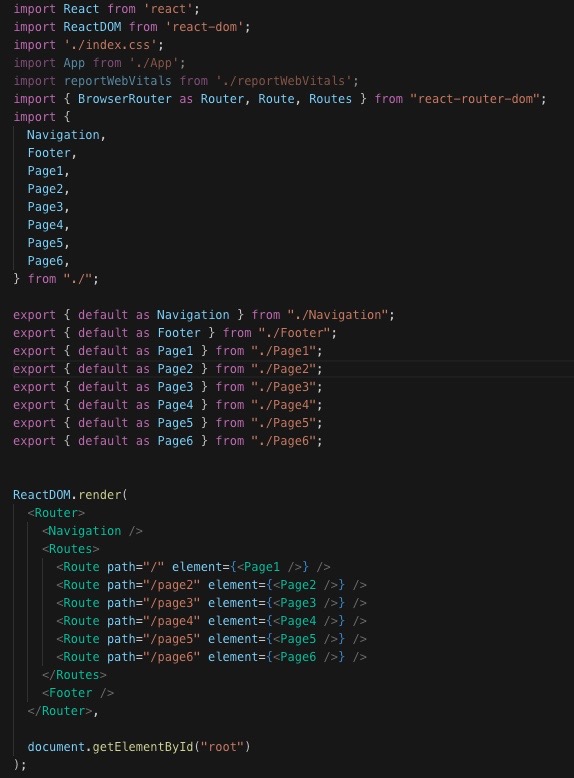 import React from 'react';
import ReactDOM from 'react-dom';
import './index.css';
import App from './App';
import reportWebVitals from './reportWebVitals';
import { BrowserRouter as Router, Route, Routes } from "react-router-dom";
import {
  Navigation,
  Footer,
  Page1,
  Page2,
  Page3,
  Page4,
  Page5,
  Page6,
} from "./";
export { default as Navigation } from "./Navigation";
export { default as Footer } from "./Footer";
export { default as Page1 } from "./Page1";
export { default as Page2 } from "./Page2";
export { default as Page3 } from "./Page3";
export { default as Page4 } from "./Page4";
export { default as Page5 } from "./Page5";
export { default as Page6 } from "./Page6";
ReactDOM.render(
  <Router>
    <Navigation />
    <Routes>
      <Route path="/" element={<Page1 />} />
      <Route path="/page2" element={<Page2 />} />
      <Route path="/page3" element={<Page3 />} />
      <Route path="/page4" element={<Page4 />} />
      <Route path="/page5" element={<Page5 />} />
      <Route path="/page6" element={<Page6 />} />
    </Routes>
    <Footer />
  </Router>,
  document.getElementById("root")
);